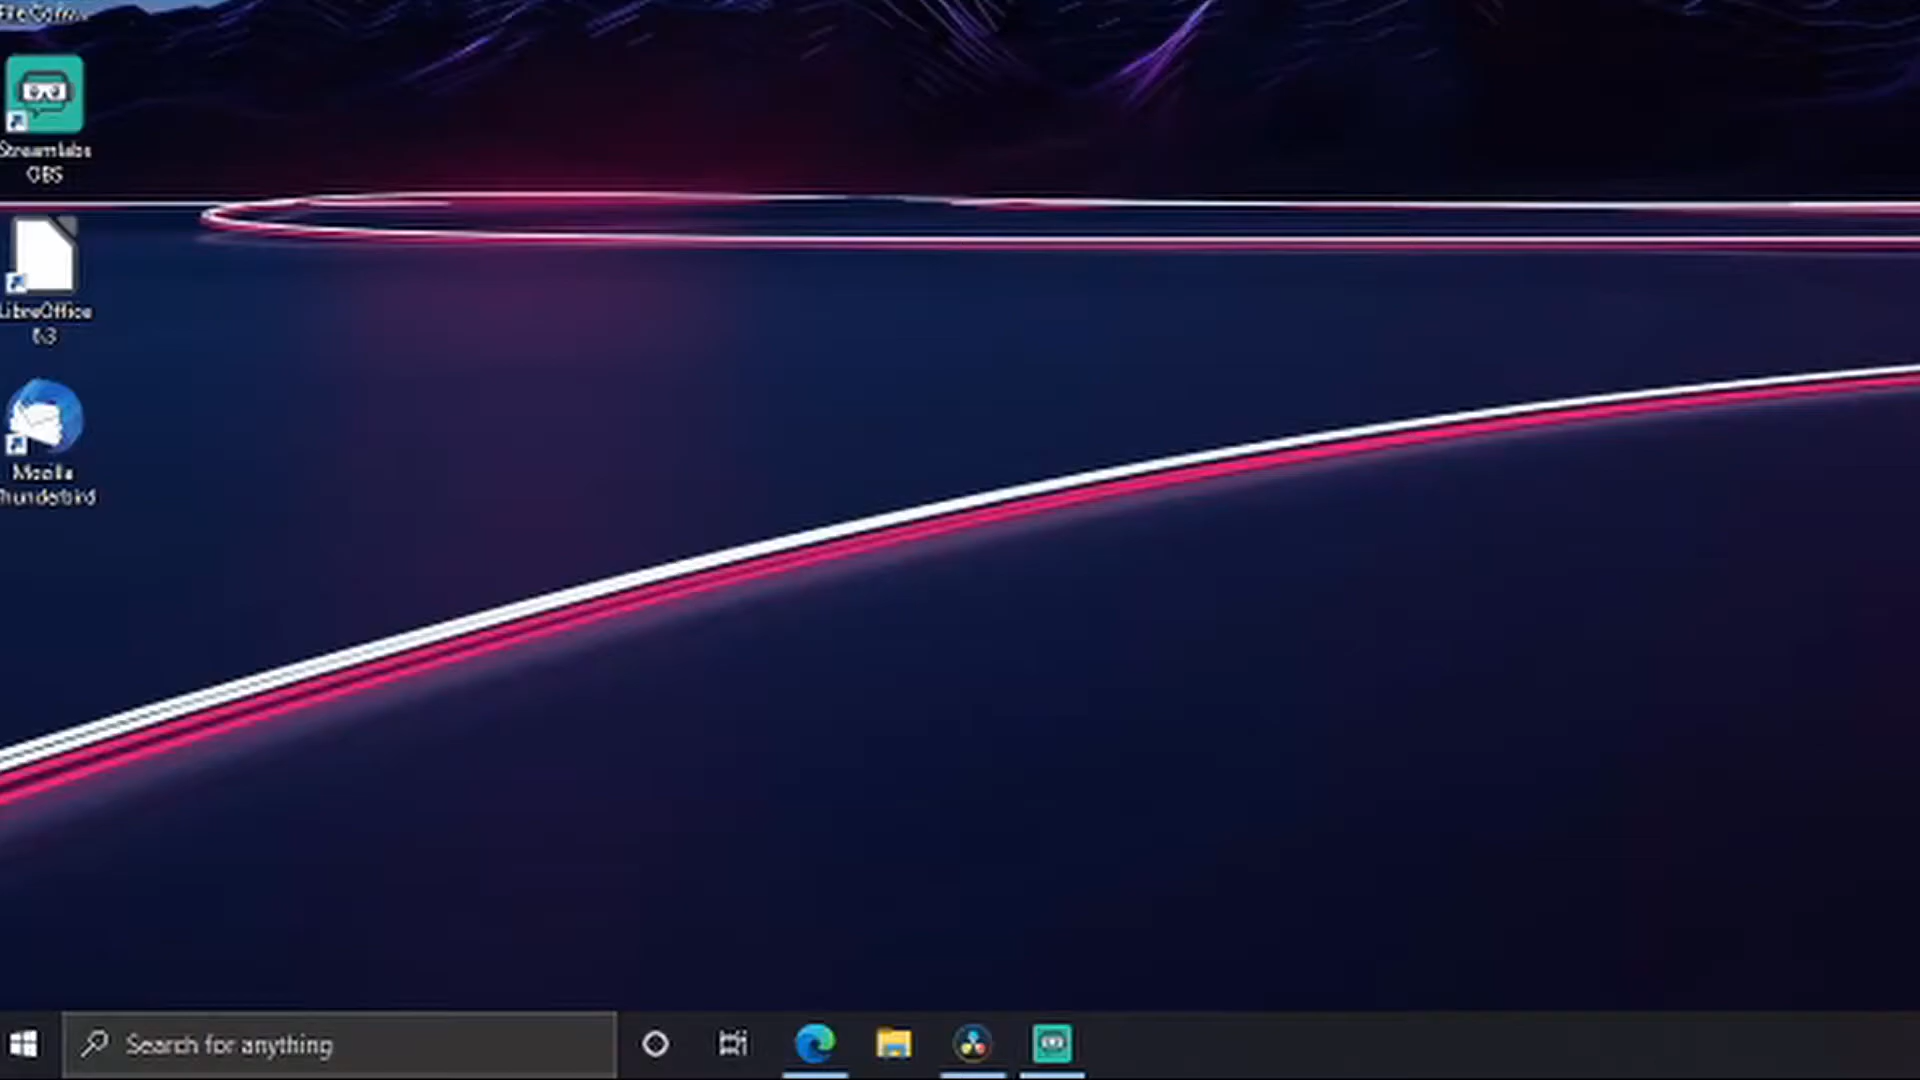 Streamlabs
OBS
LibreOffice
6.3
Mozilla
Thunderbird
Search for anything